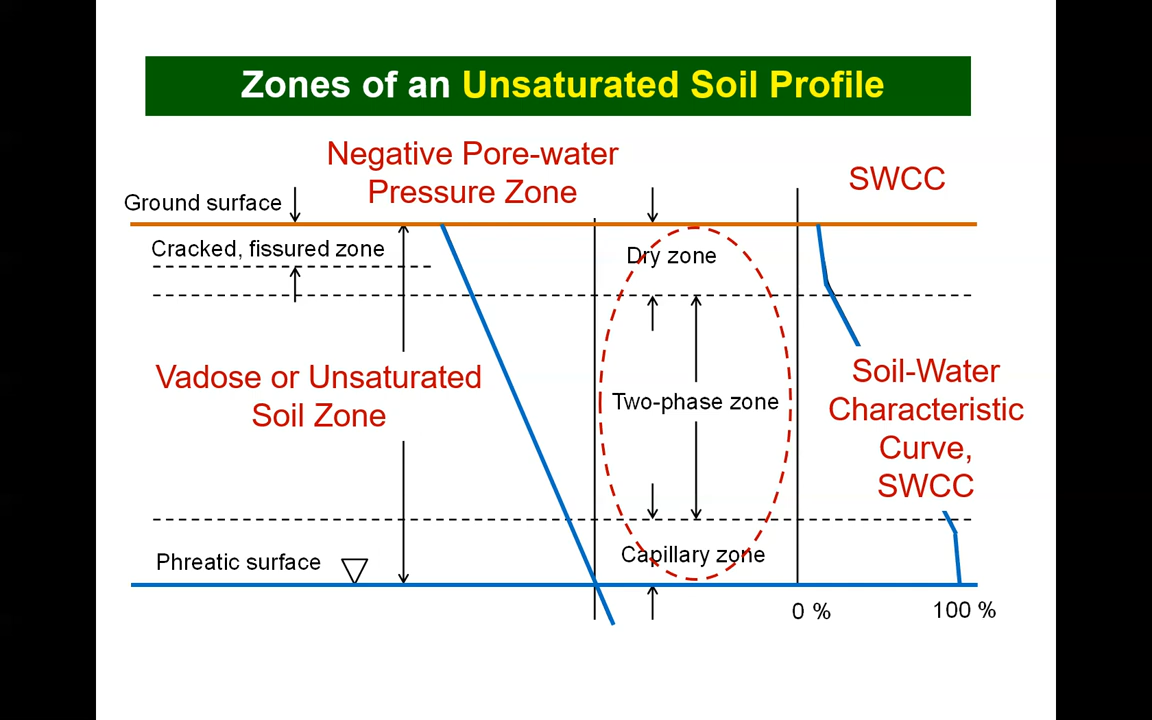 Zones of an Unsaturated Soil Profile
Negative Pore-water
Pressure Zone
SWCC
Ground surface
Cracked, fissured zone
Dry zone
Vadose or Unsaturated
Soil Zone
Two-phase zone
Soil-Water
Characteristic
Curve,
SWCC
Phreatic surface
Capillary zone
0 %
100 %